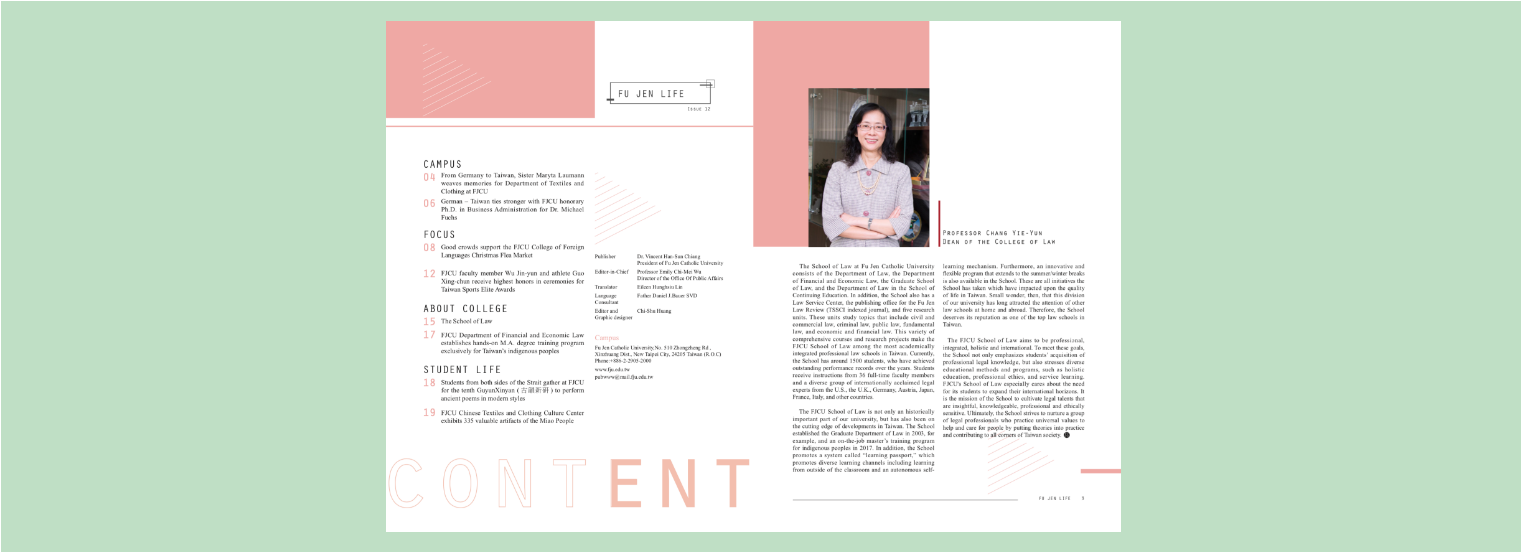 FU JEN LIFE
ISSUE 12
CAMPUS
04 From Germany to Taiwan, Sister Maryta Laumann
weaves memories for Department of Textiles and
Clothing at FJCU
06 German – Taiwan ties stronger with FJCU honorary
Ph.D. in Business Administration for Dr. Michael
Fuchs
FOCUS
08 Good crowds support the FJCU College of Foreign
Languages Christmas Flea Market
12 FJCU faculty member Wu Jin-yun and athlete Guo
Xing-chun receive highest honors in ceremonies for
Taiwan Sports Elite Awards
ABOUT COLLEGE
15 The School of Law
17 FJCU Department of Financial and Economic Law
establishes hands-on M.A. degree training program
exclusively for Taiwan's indigenous peoples
STUDENT LIFE
18 Students from both sides of the Strait gather at FJCU
for the tenth GuyunXinyan ( 古韻新妍 ) to perform
ancient poems in modern styles
19 FJCU Chinese Textiles and Clothing Culture Center
exhibits 335 valuable artifacts of the Miao People
Publisher Dr. Vincent Han-Sun Chiang
President of Fu Jen Catholic University
Editor-in-Chief Professor Emily Chi-Mei Wu
Director of the Office Of Public Affairs
Translator Eileen Hunghsiu Lin
Language Father Daniel J.Bauer SVD
Consultant
Editor and Chi-Shu Huang
Graphic designer
Campus
Fu Jen Catholic University No. 510 Zhongzheng Rd.,
Xinzhuang Dist., New Taipei City, 24205 Taiwan (R.O.C)
Phone:+886-2-2905-2000
www.fju.edu.tw
pubwww@mail.fju.edu.tw
CONTENT
PROFESSOR CHANG YIE-YUN
DEAN OF THE COLLEGE OF LAW
The School of Law at Fu Jen Catholic University
consists of the Department of Law, the Department
of Financial and Economic Law, the Graduate School
of Law, and the Department of Law in the School of
Continuing Education. In addition, the School also has a
Law Service Center, the publishing office for the Fu Jen
Law Review (TSSCI indexed journal), and five research
units. These units study topics that include civil and
commercial law, criminal law, public law, fundamental
law, and economic and financial law. This variety of
comprehensive courses and research projects make the
FJCU School of Law among the most academically
integrated professional law schools in Taiwan. Currently,
the School has around 1500 students, who have achieved
outstanding performance records over the years. Students
receive instructions from 36 full-time faculty members
and a diverse group of internationally acclaimed legal
experts from the U.S., the U.K., Germany, Austria, Japan,
France, Italy, and other countries.
The FJCU School of Law is not only an historically
important part of our university, but has also been on
the cutting edge of developments in Taiwan. The School
established the Graduate Department of Law in 2003, for
example, and an on-the-job master's training program
for indigenous peoples in 2017. In addition, the School
promotes a system called "learning passport," which
promotes diverse learning channels including learning
from outside of the classroom and an autonomous self-
learning mechanism. Furthermore, an innovative and
flexible program that extends to the summer/winter breaks
is also available in the School. These are all initiatives the
School has taken which have impacted upon the quality
of life in Taiwan. Small wonder, then, that this division
of our university has long attracted the attention of other
law schools at home and abroad. Therefore, the School
deserves its reputation as one of the top law schools in
Taiwan.
The FJCU School of Law aims to be professional,
integrated, holistic and international. To meet these goals,
the School not only emphasizes students' acquisition of
professional legal knowledge, but also stresses diverse
educational methods and programs, such as holistic
education, professional ethics, and service learning.
FJCU's School of Law especially cares about the need
for its students to expand their international horizons. It
is the mission of the School to cultivate legal talents that
are insightful, knowledgeable, professional and ethically
sensitive. Ultimately, the School strives to nurture a group
of legal professionals who practice universal values to
help and care for people by putting theories into practice
and contributing to all corners of Taiwan society.
FU JEN LIFE 3